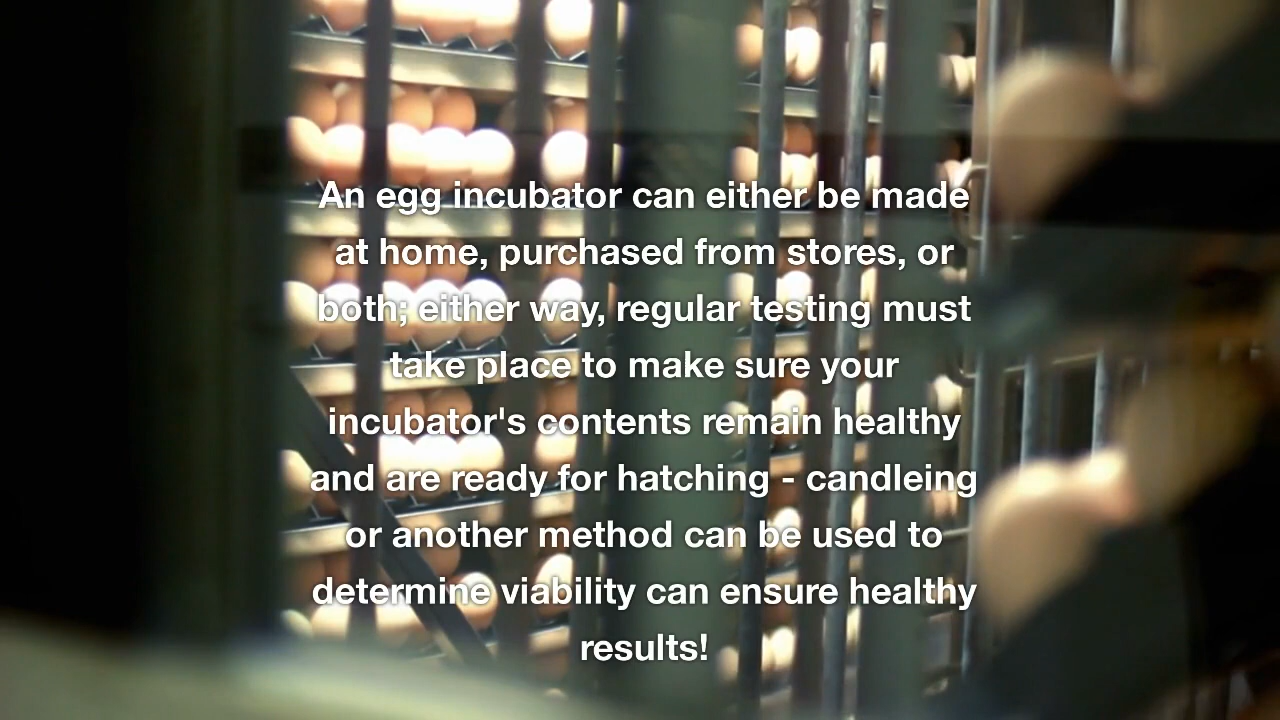 An egg incubator can either be made
at home, purchased from stores, or
both; either way, regular testing must
take place to make sure your
incubator's contents remain healthy
and are ready for hatching - candleing
or another method can be used to
determine viability can ensure healthy
results!